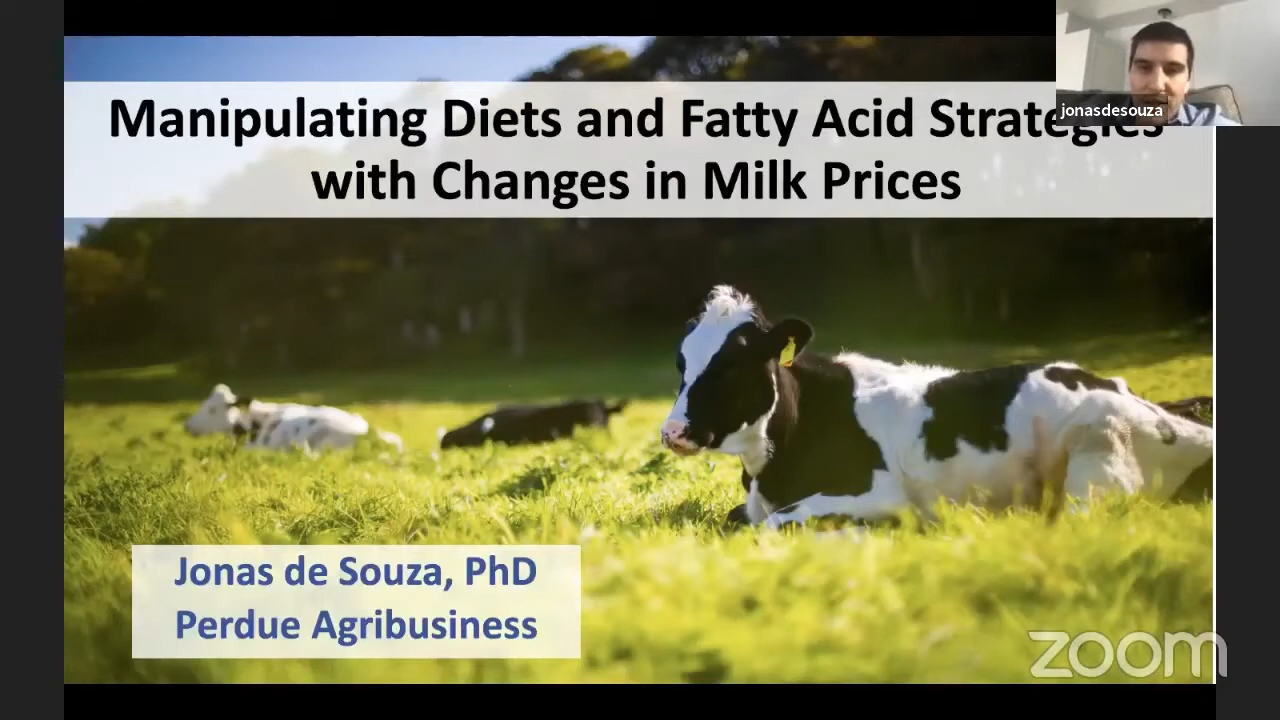 Manipulating Diets and Fatty Acid Strategies
with Changes in Milk Prices
jonasdesouza
Jonas de Souza, PhD
Perdue Agribusiness
zoom